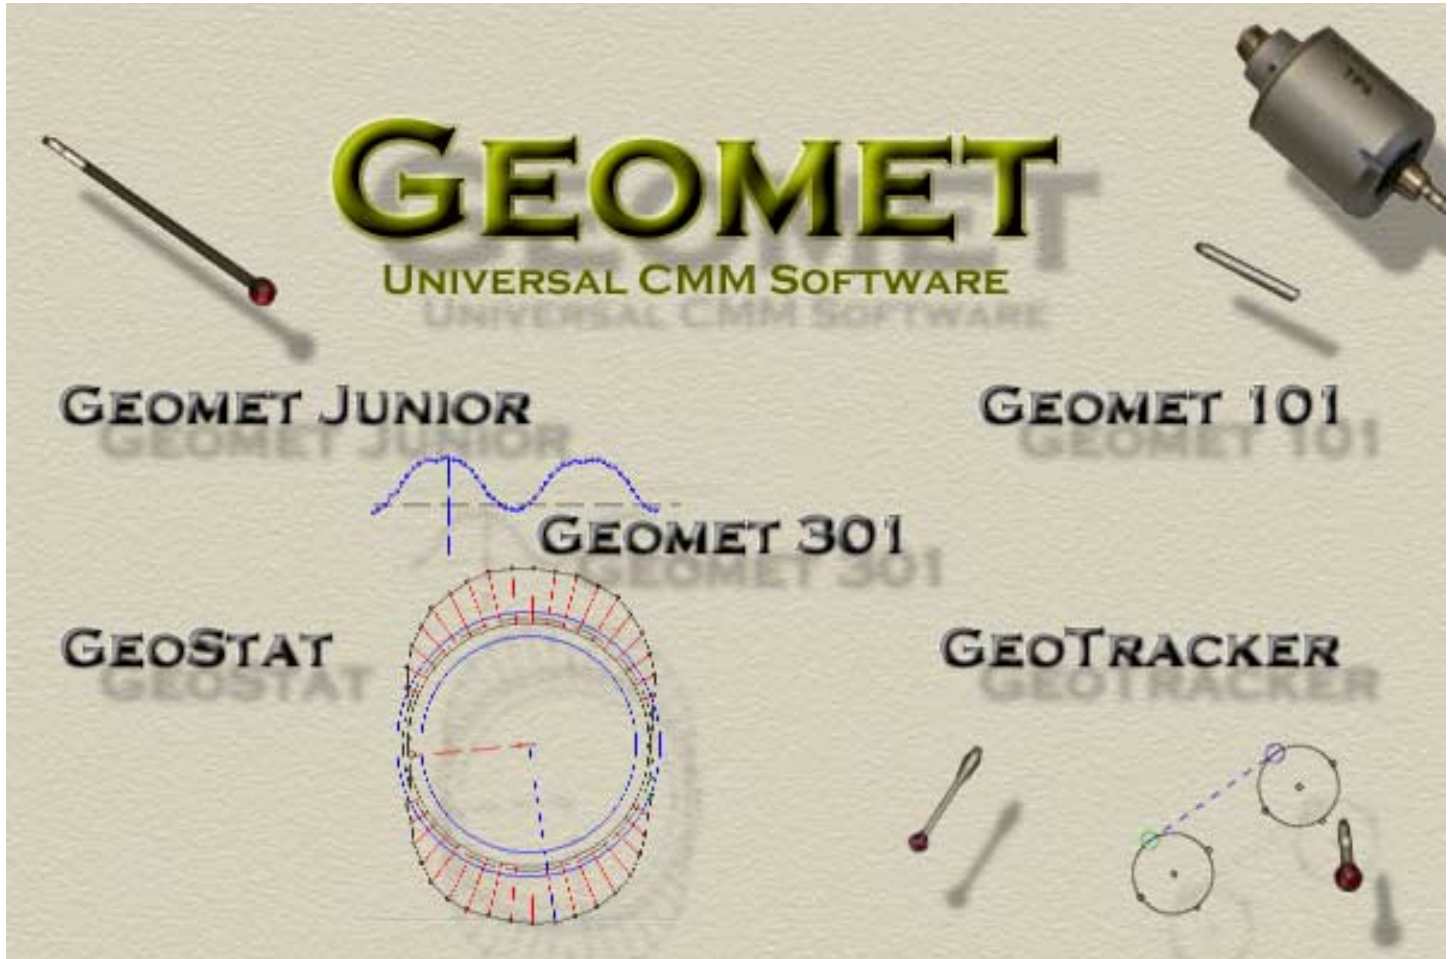 GEOMET
UNIVERSAL CMM SOFTWARE
GEOMET JUNIOR
GEOMET 101
GEOMET 301
GEOSTAT
GEOTRACKER